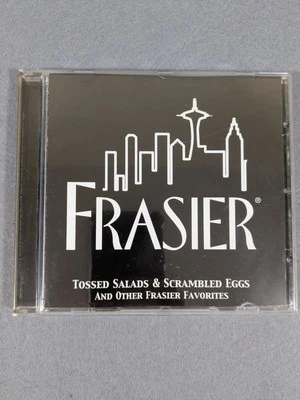 FRASIER®
TOSSED SALADS & SCRAMBLED EGGS
AND OTHER FRASIER FAVORITES